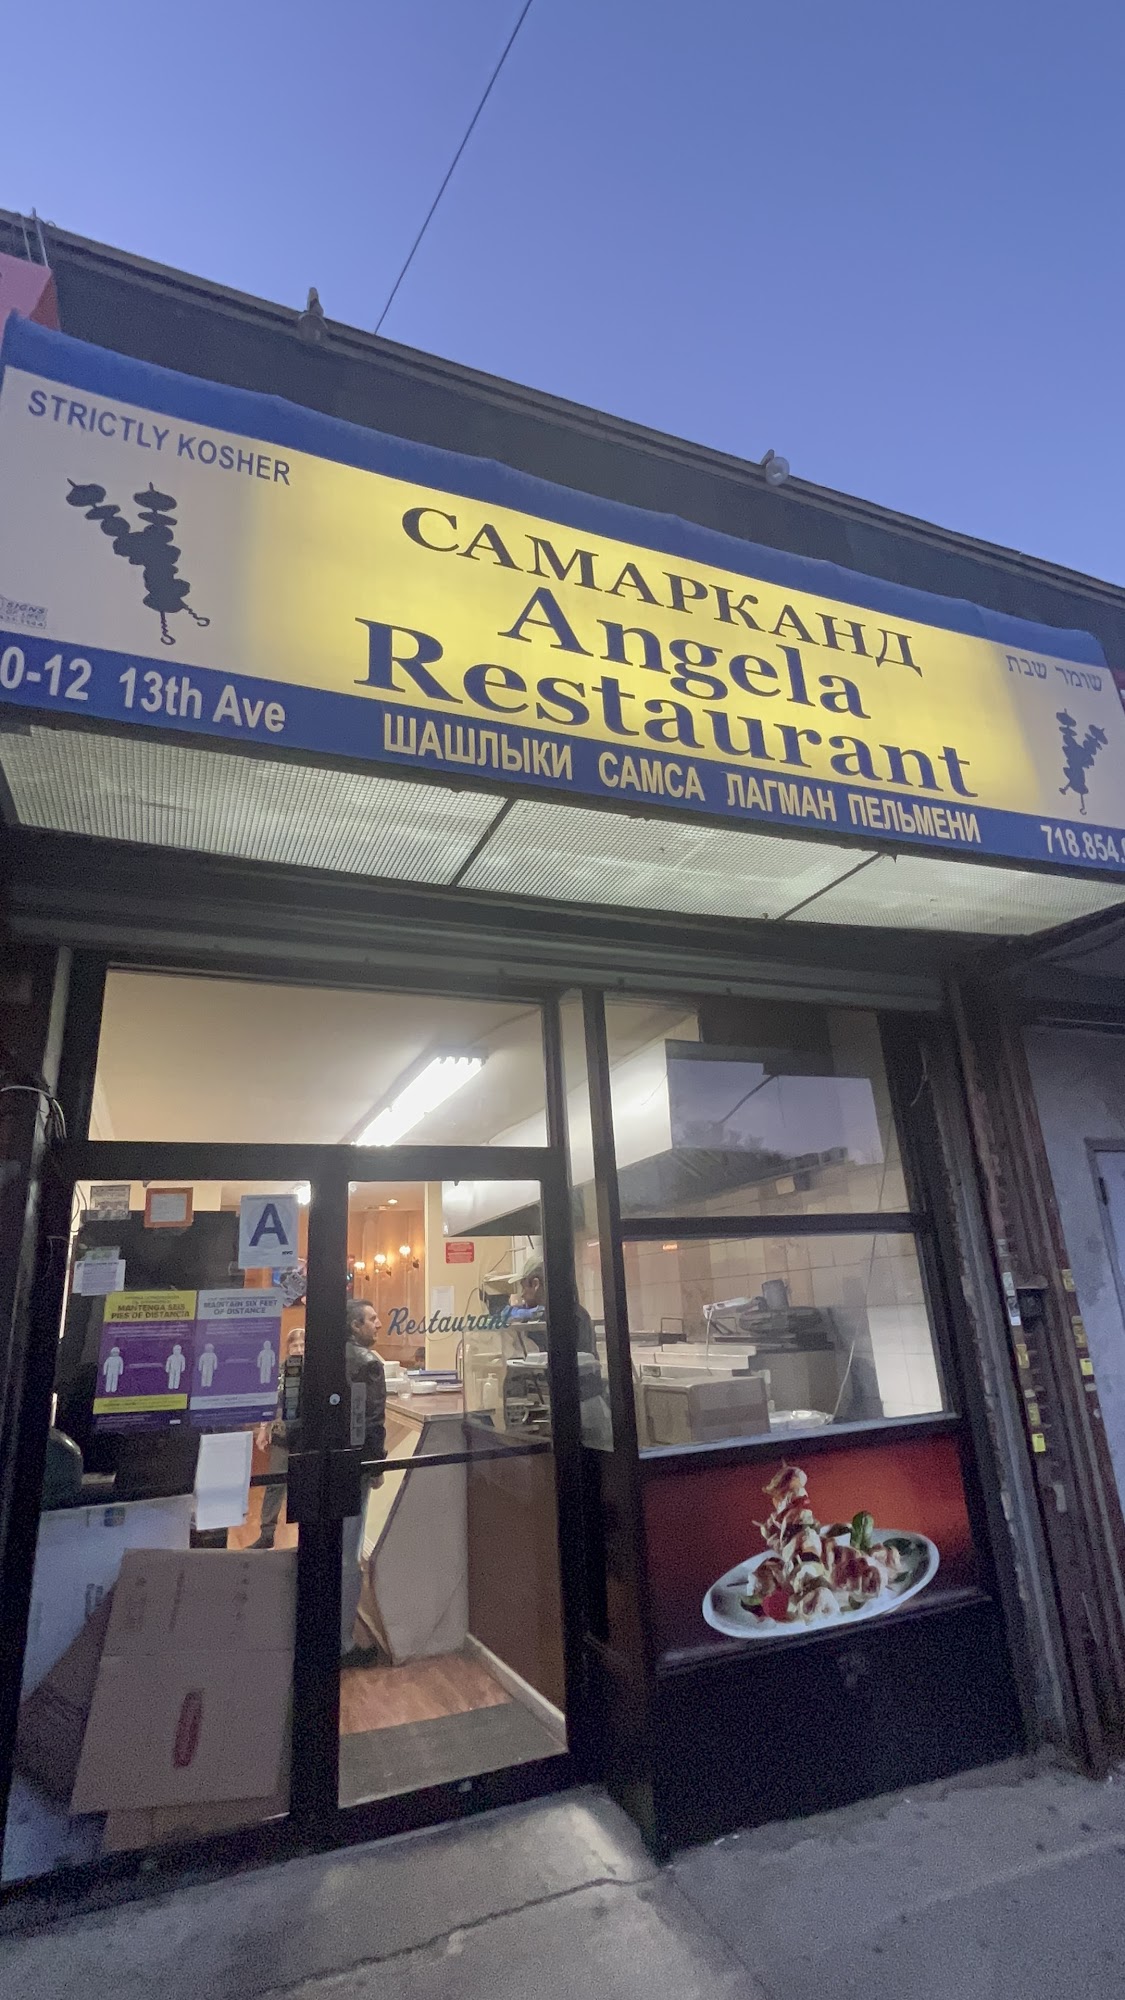 STRICTLY KOSHER
САМАРКАНД
Angela
Restaurant
שומר שבת
0-12 13th Ave
ШАШЛЫКИ САМСА ЛАГМАН ПЕЛЬМЕНИ
718.854.
SIGNS
A
MANTENGA SEIS
PIES DE DISTANCIA
MAINTAIN SIX FEET
OF DISTANCE
Restaurant